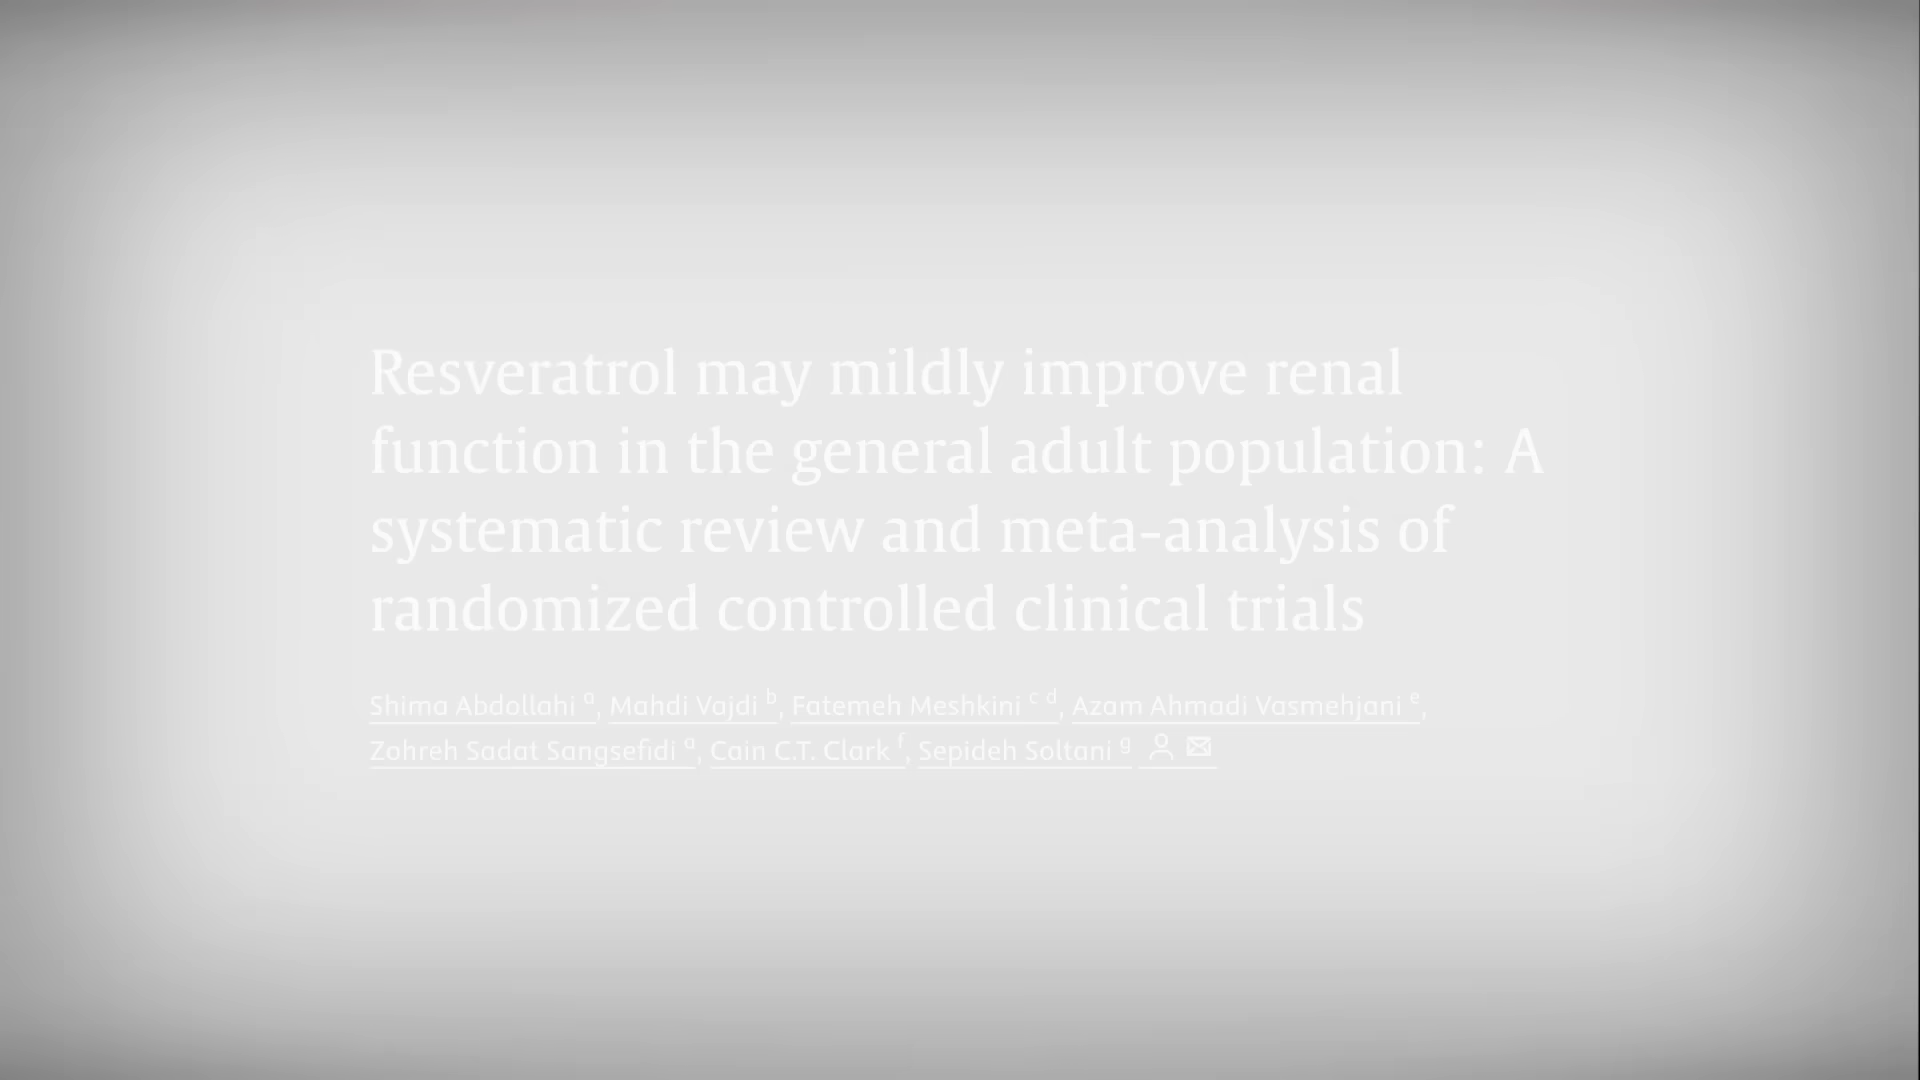 Resveratrol may mildly improve renal
function in the general adult population: A
systematic review and meta-analysis of
randomized controlled clinical trials
Shima Abdollahi a, Mahdi Vajdi b, Fatemeh Meshkini c d, Azam Ahmadi Vasmehjani e,
Zohreh Sadat Sangsefidi a, Cain C.T. Clark f, Sepideh Soltani g